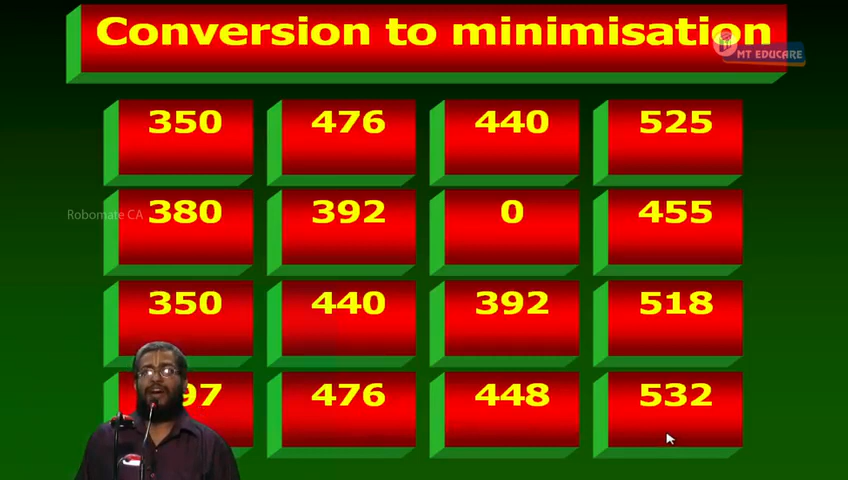 Conversion to minimisation
MT EDUCARE
350 476 440 525
Robomate CA
380 392 0 455
350 440 392 518
97 476 448 532